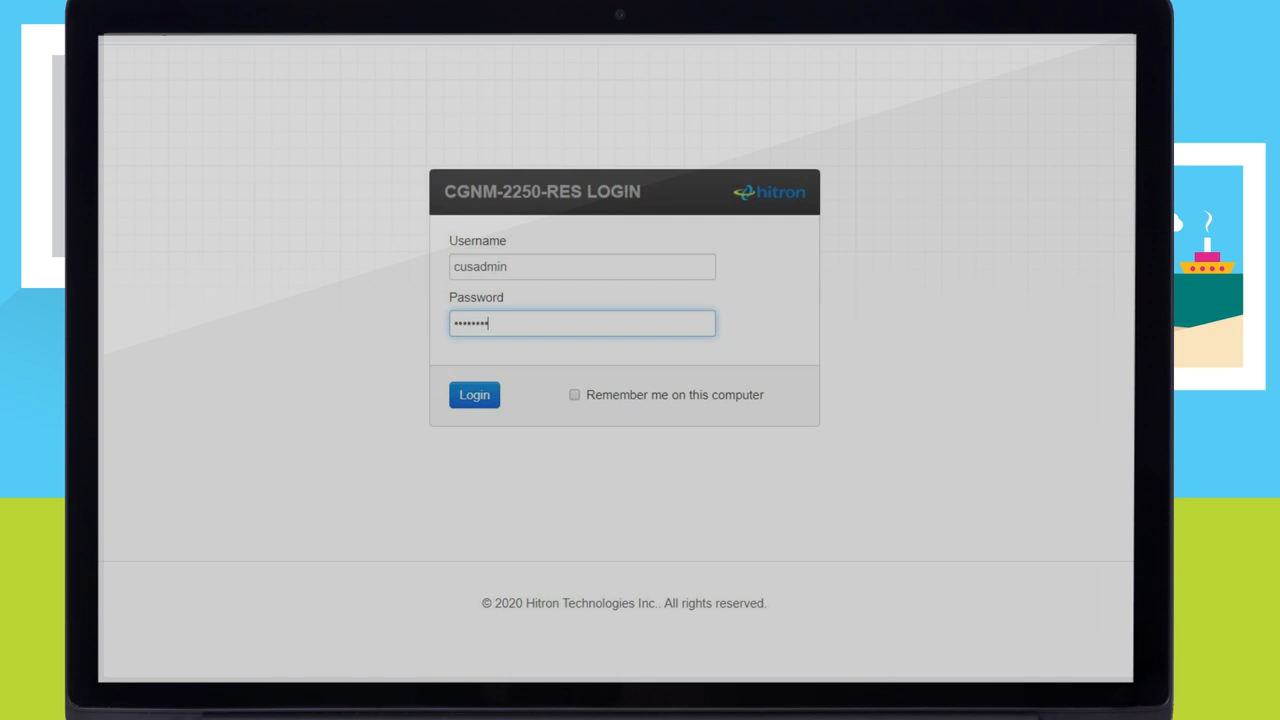 CGNM-2250-RES LOGIN
hitron
Username
cusadmin
Password
••••••••
Login
Remember me on this computer
© 2020 Hitron Technologies Inc.. All rights reserved.